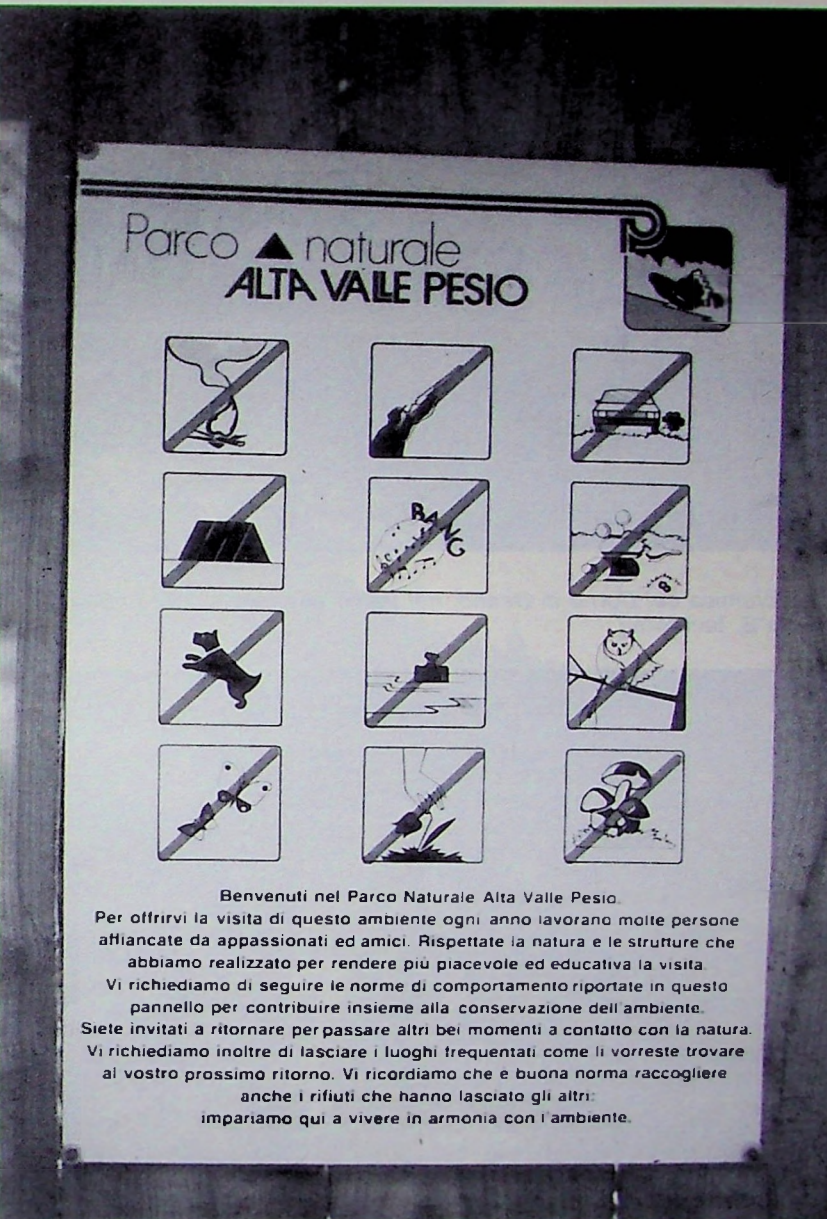 Parco naturale
ALTA VALLE PESIO
BANG
Benvenuti nel Parco Naturale Alta Valle Pesio.
Per offrirvi la visita di questo ambiente ogni anno lavorano molte persone
affiancate da appassionati ed amici. Rispettate la natura e le strutture che
abbiamo realizzato per rendere più piacevole ed educativa la visita.
Vi richiediamo di seguire le norme di comportamento riportate in questo
pannello per contribuire insieme alla conservazione dell'ambiente.
Siete invitati a ritornare per passare altri bei momenti a contatto con la natura.
Vi richiediamo inoltre di lasciare i luoghi frequentati come li vorreste trovare
al vostro prossimo ritorno. Vi ricordiamo che è buona norma raccogliere
anche i rifiuti che hanno lasciato gli altri:
impariamo qui a vivere in armonia con l'ambiente.